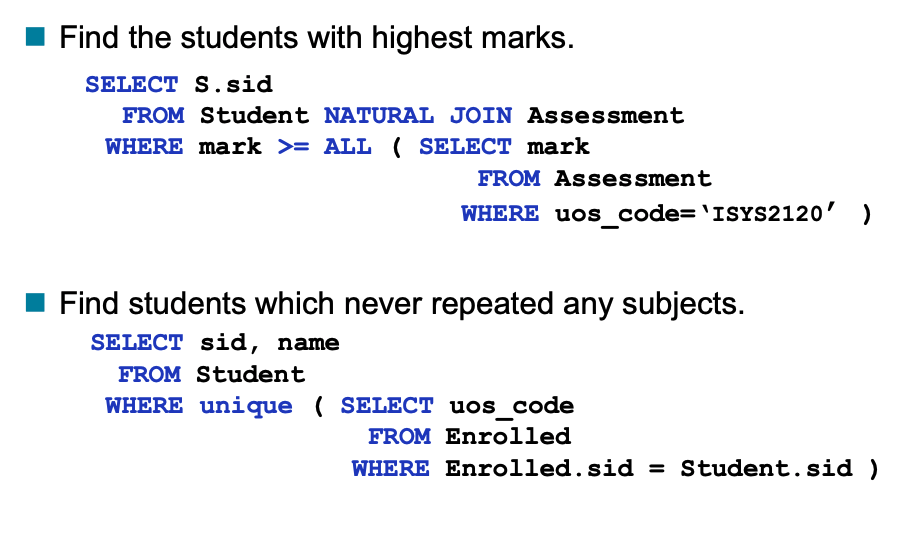 Find the students with highest marks.
SELECT S.sid
FROM Student NATURAL JOIN Assessment
WHERE mark >= ALL ( SELECT mark
FROM Assessment
WHERE uos_code=‘ISYS2120’ )
Find students which never repeated any subjects.
SELECT sid, name
FROM Student
WHERE unique ( SELECT uos_code
FROM Enrolled
WHERE Enrolled.sid = Student.sid )